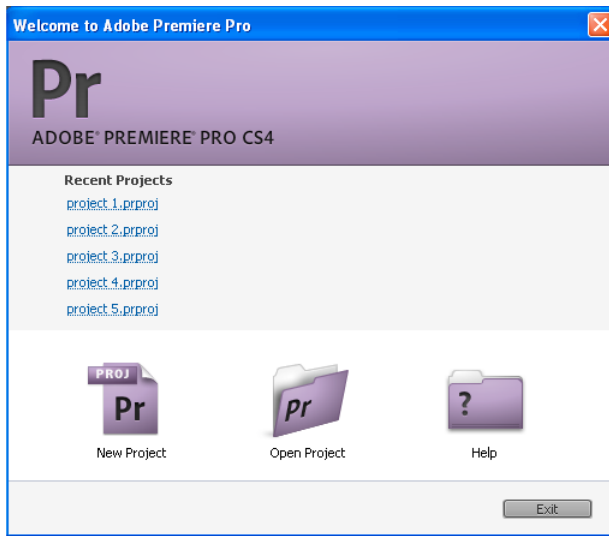 Welcome to Adobe Premiere Pro
Pr
ADOBE® PREMIERE® PRO CS4
Recent Projects
project 1.prproj
project 2.prproj
project 3.prproj
project 4.prproj
project 5.prproj
PROJ
Pr
Pr
?
New Project
Open Project
Help
Exit